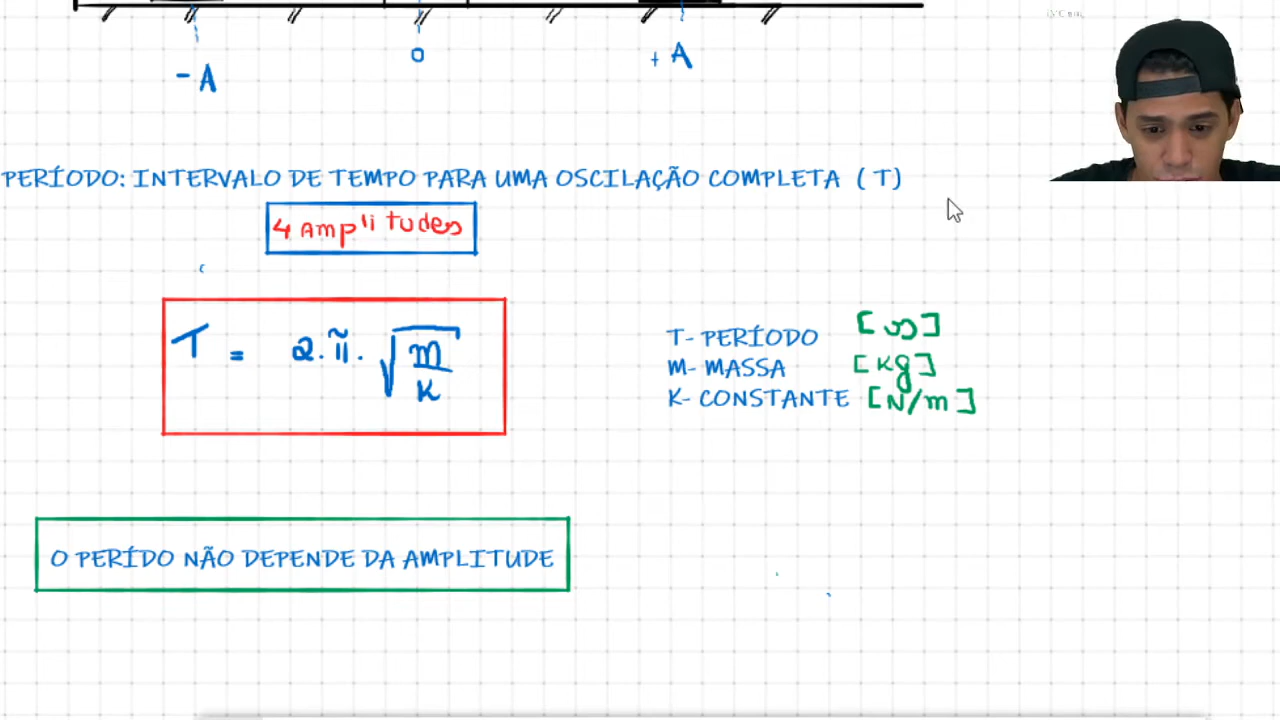 - A
0
+ A
PERÍODO: INTERVALO DE TEMPO PARA UMA OSCILAÇÃO COMPLETA ( T)
4 Amplitudes
T = 2.π.√m/k
T- PERÍODO [s]
M- MASSA [kg]
K- CONSTANTE [N/m]
O PERÍDO NÃO DEPENDE DA AMPLITUDE